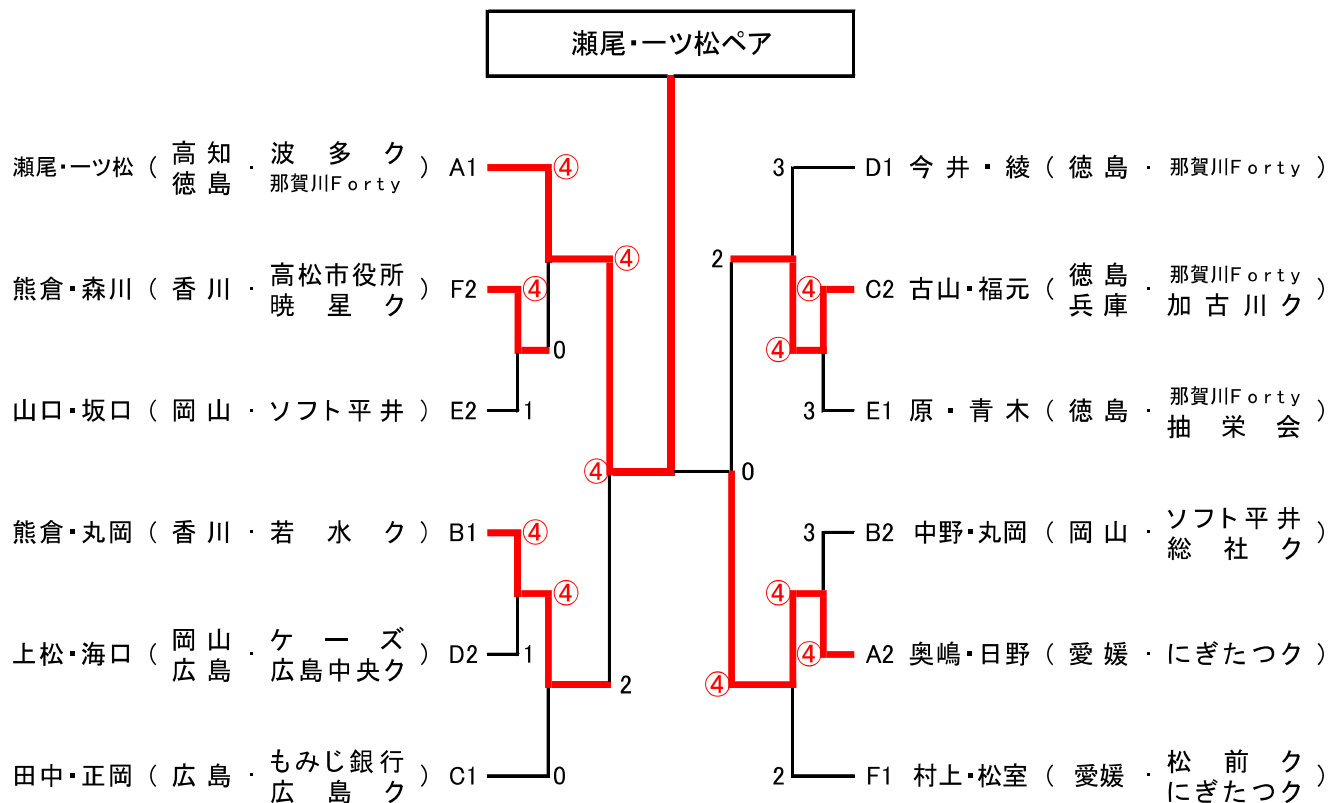 瀬尾・一ツ松ペア
瀬尾・一ツ松 ( 高知 徳島 ・ 波多ク 那賀川Forty ) A1 ④
④
熊倉・森川 ( 香川 ・ 高松市役所 暁星ク ) F2 ④
0
山口・坂口 ( 岡山 ・ ソフト平井 ) E2 1
④
熊倉・丸岡 ( 香川 ・ 若水ク ) B1 ④
④
上松・海口 ( 岡山 広島 ・ ケーズ 広島中央ク ) D2 1
2
田中・正岡 ( 広島 ・ もみじ銀行 広島ク ) C1 0
3 D1 今井・綾 ( 徳島 ・ 那賀川Forty )
2
④ C2 古山・福元 ( 徳島 兵庫 ・ 那賀川Forty 加古川ク )
④
3 E1 原・青木 ( 徳島 ・ 那賀川Forty 抽栄会 )
0
3 B2 中野・丸岡 ( 岡山 ・ ソフト平井 総社ク )
④
④ A2 奥嶋・日野 ( 愛媛 ・ にぎたつク )
④
2 F1 村上・松室 ( 愛媛 ・ 松前ク にぎたつク )